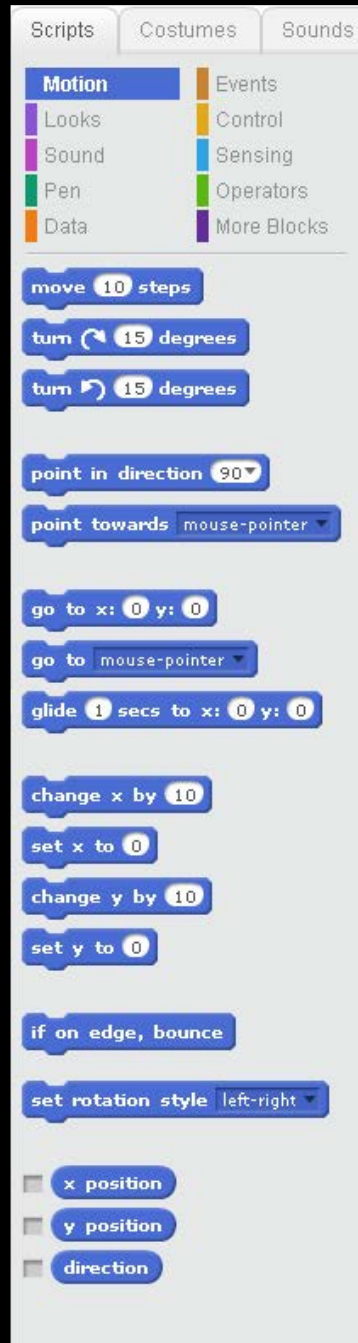 Scripts Costumes Sounds
Motion Events
Looks Control
Sound Sensing
Pen Operators
Data More Blocks
move 10 steps
turn 15 degrees
turn 15 degrees
point in direction 90
point towards mouse-pointer
go to x: 0 y: 0
go to mouse-pointer
glide 1 secs to x: 0 y: 0
change x by 10
set x to 0
change y by 10
set y to 0
if on edge, bounce
set rotation style left-right
x position
y position
direction